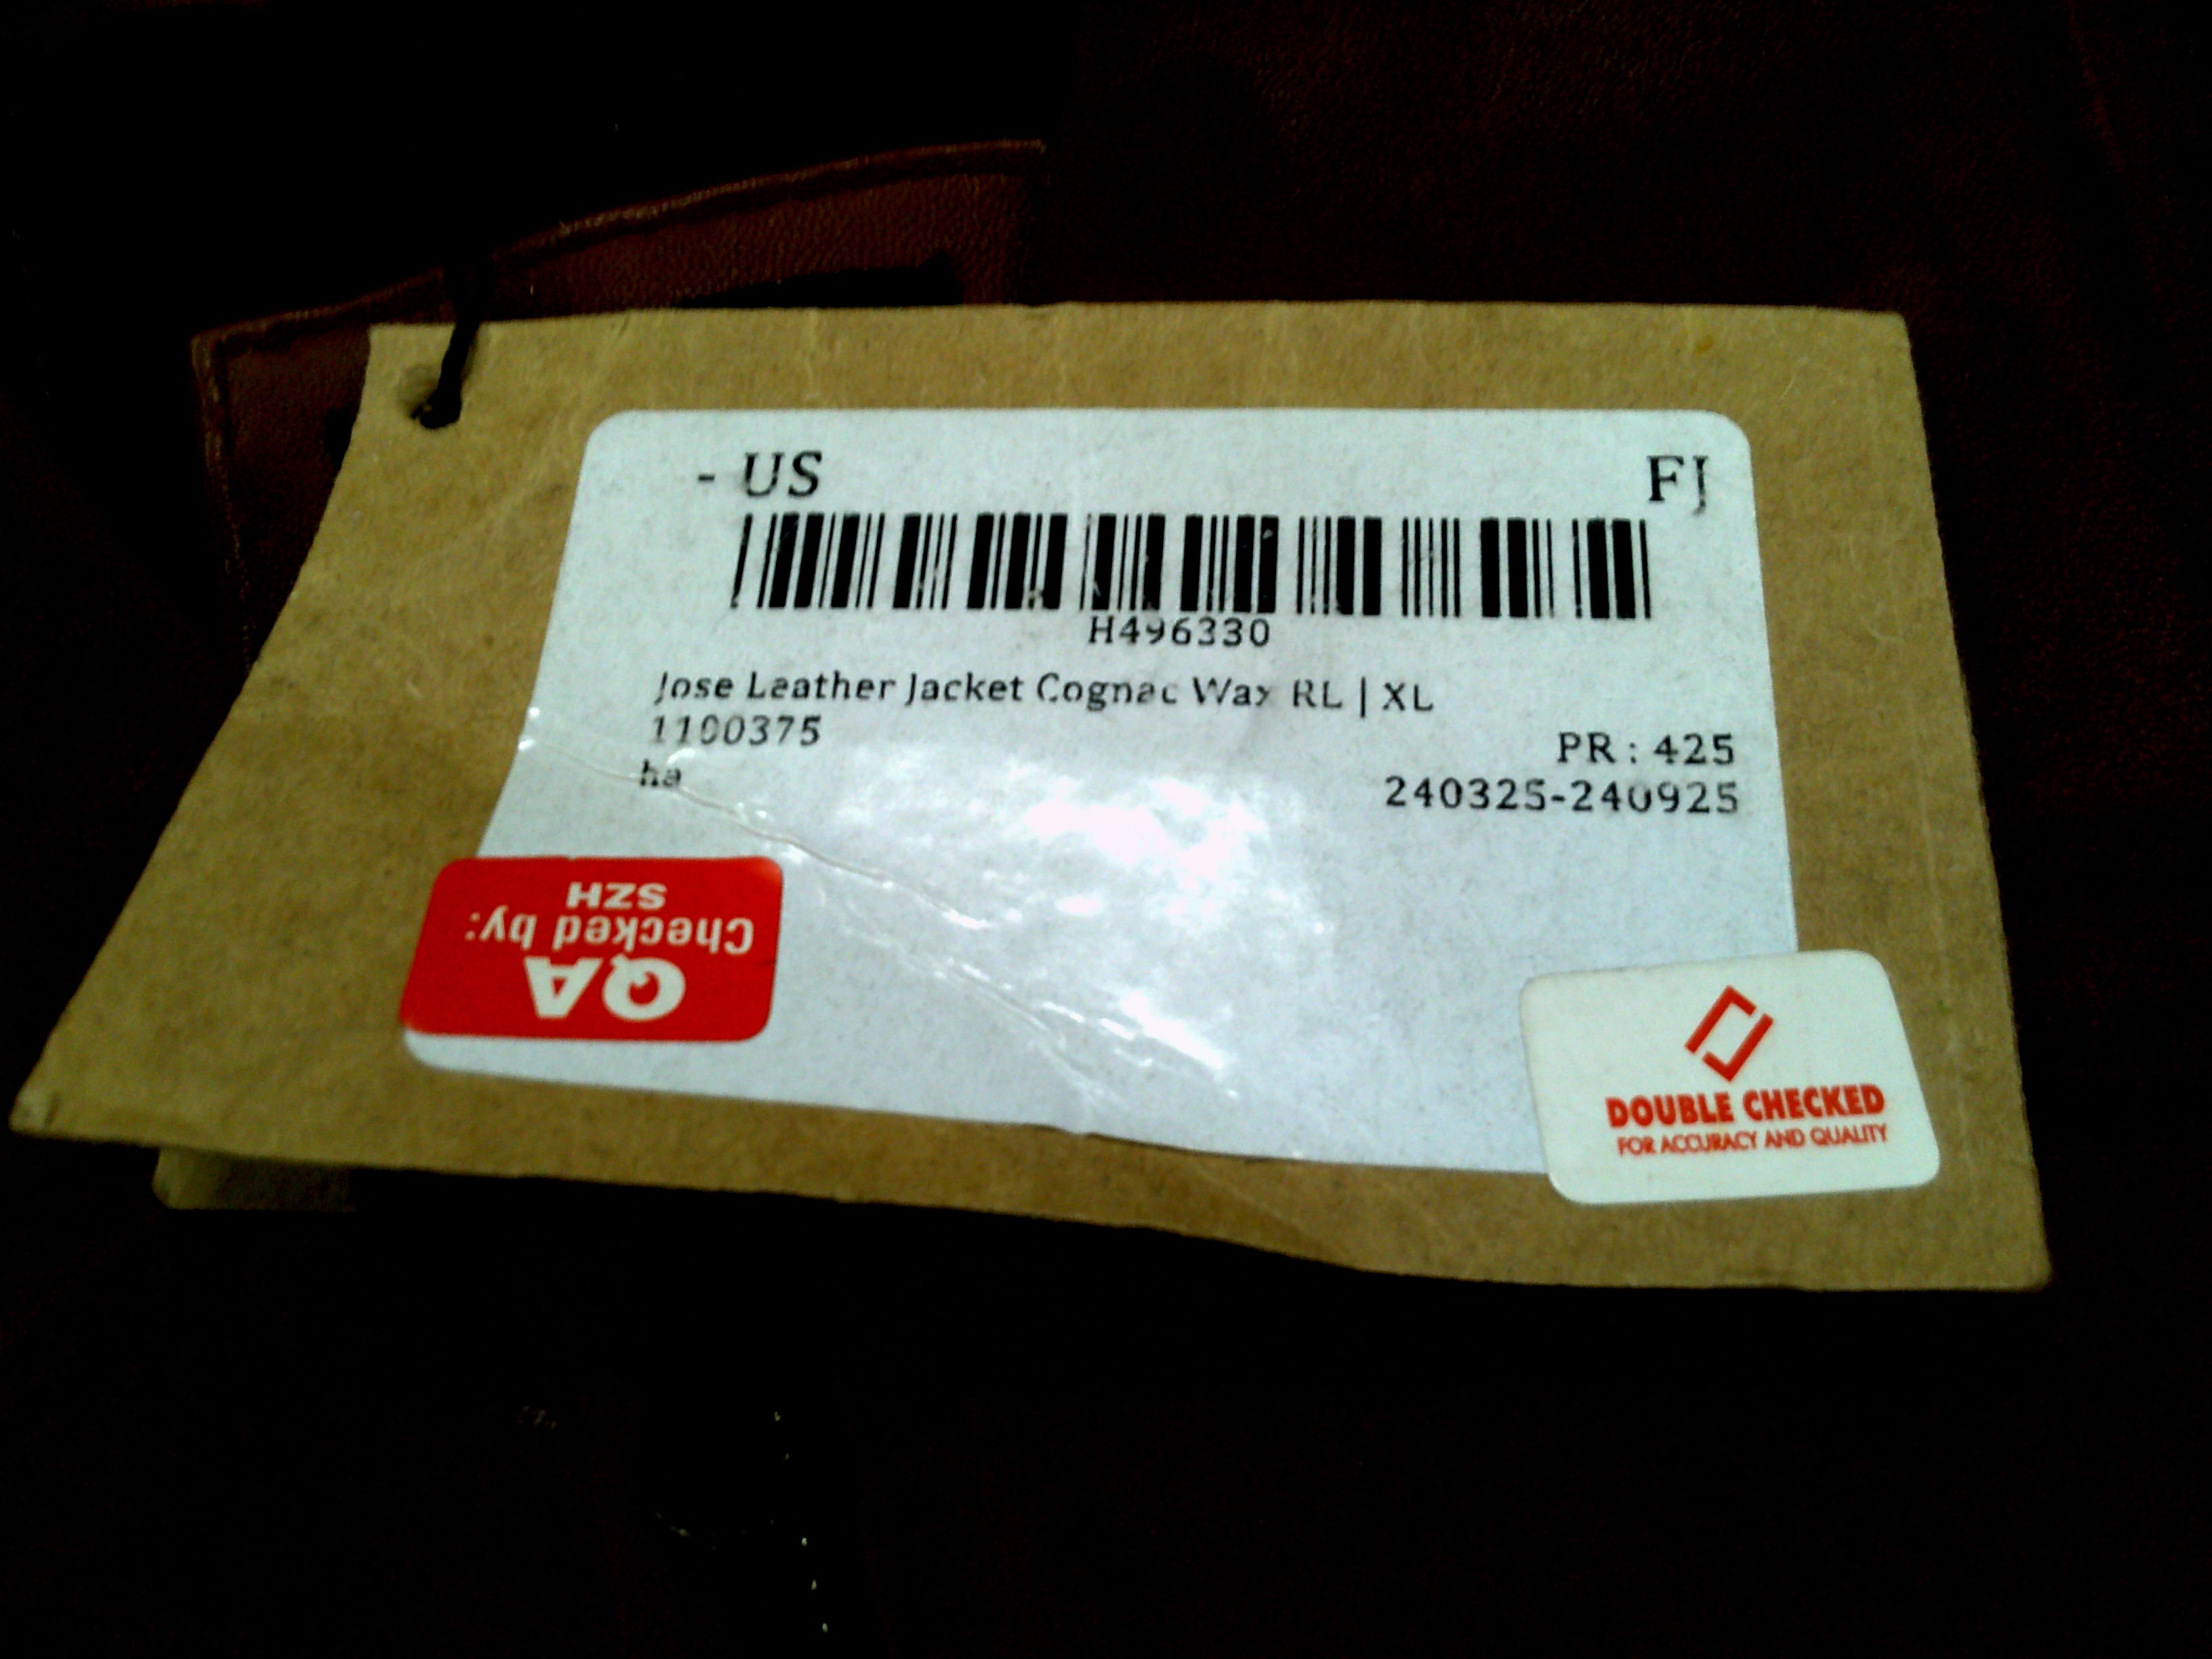 - US FJ
H496330
Jose Leather Jacket Cognac Wax RL | XL
1100375
PR : 425
ha
240325-240925
QA
Checked by:
SZH
DOUBLE CHECKED
FOR ACCURACY AND QUALITY